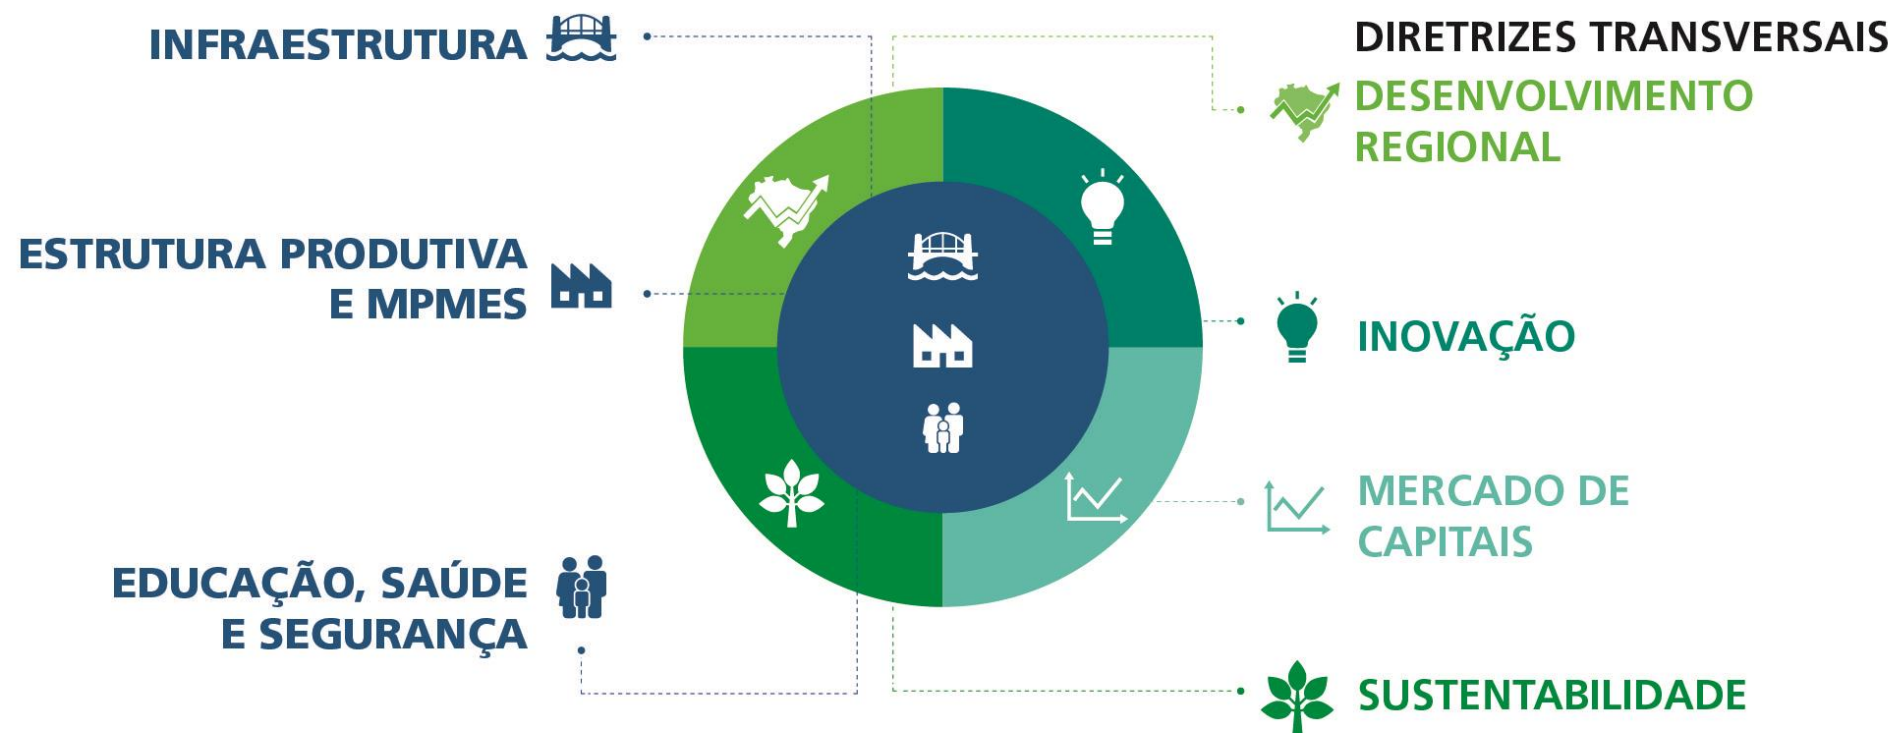 INFRAESTRUTURA
ESTRUTURA PRODUTIVA
E MPMES
EDUCAÇÃO, SAÚDE
E SEGURANÇA
DIRETRIZES TRANSVERSAIS
DESENVOLVIMENTO
REGIONAL
INOVAÇÃO
MERCADO DE
CAPITAIS
SUSTENTABILIDADE